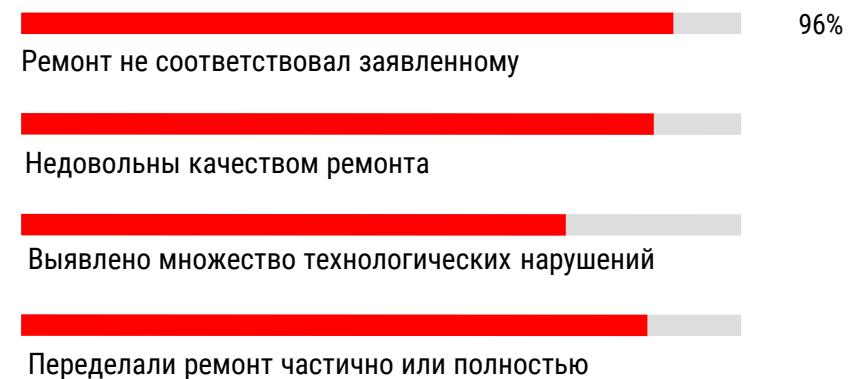 96%
Ремонт не соответствовал заявленному
Недовольны качеством ремонта
Выявлено множество технологических нарушений
Переделали ремонт частично или полностью